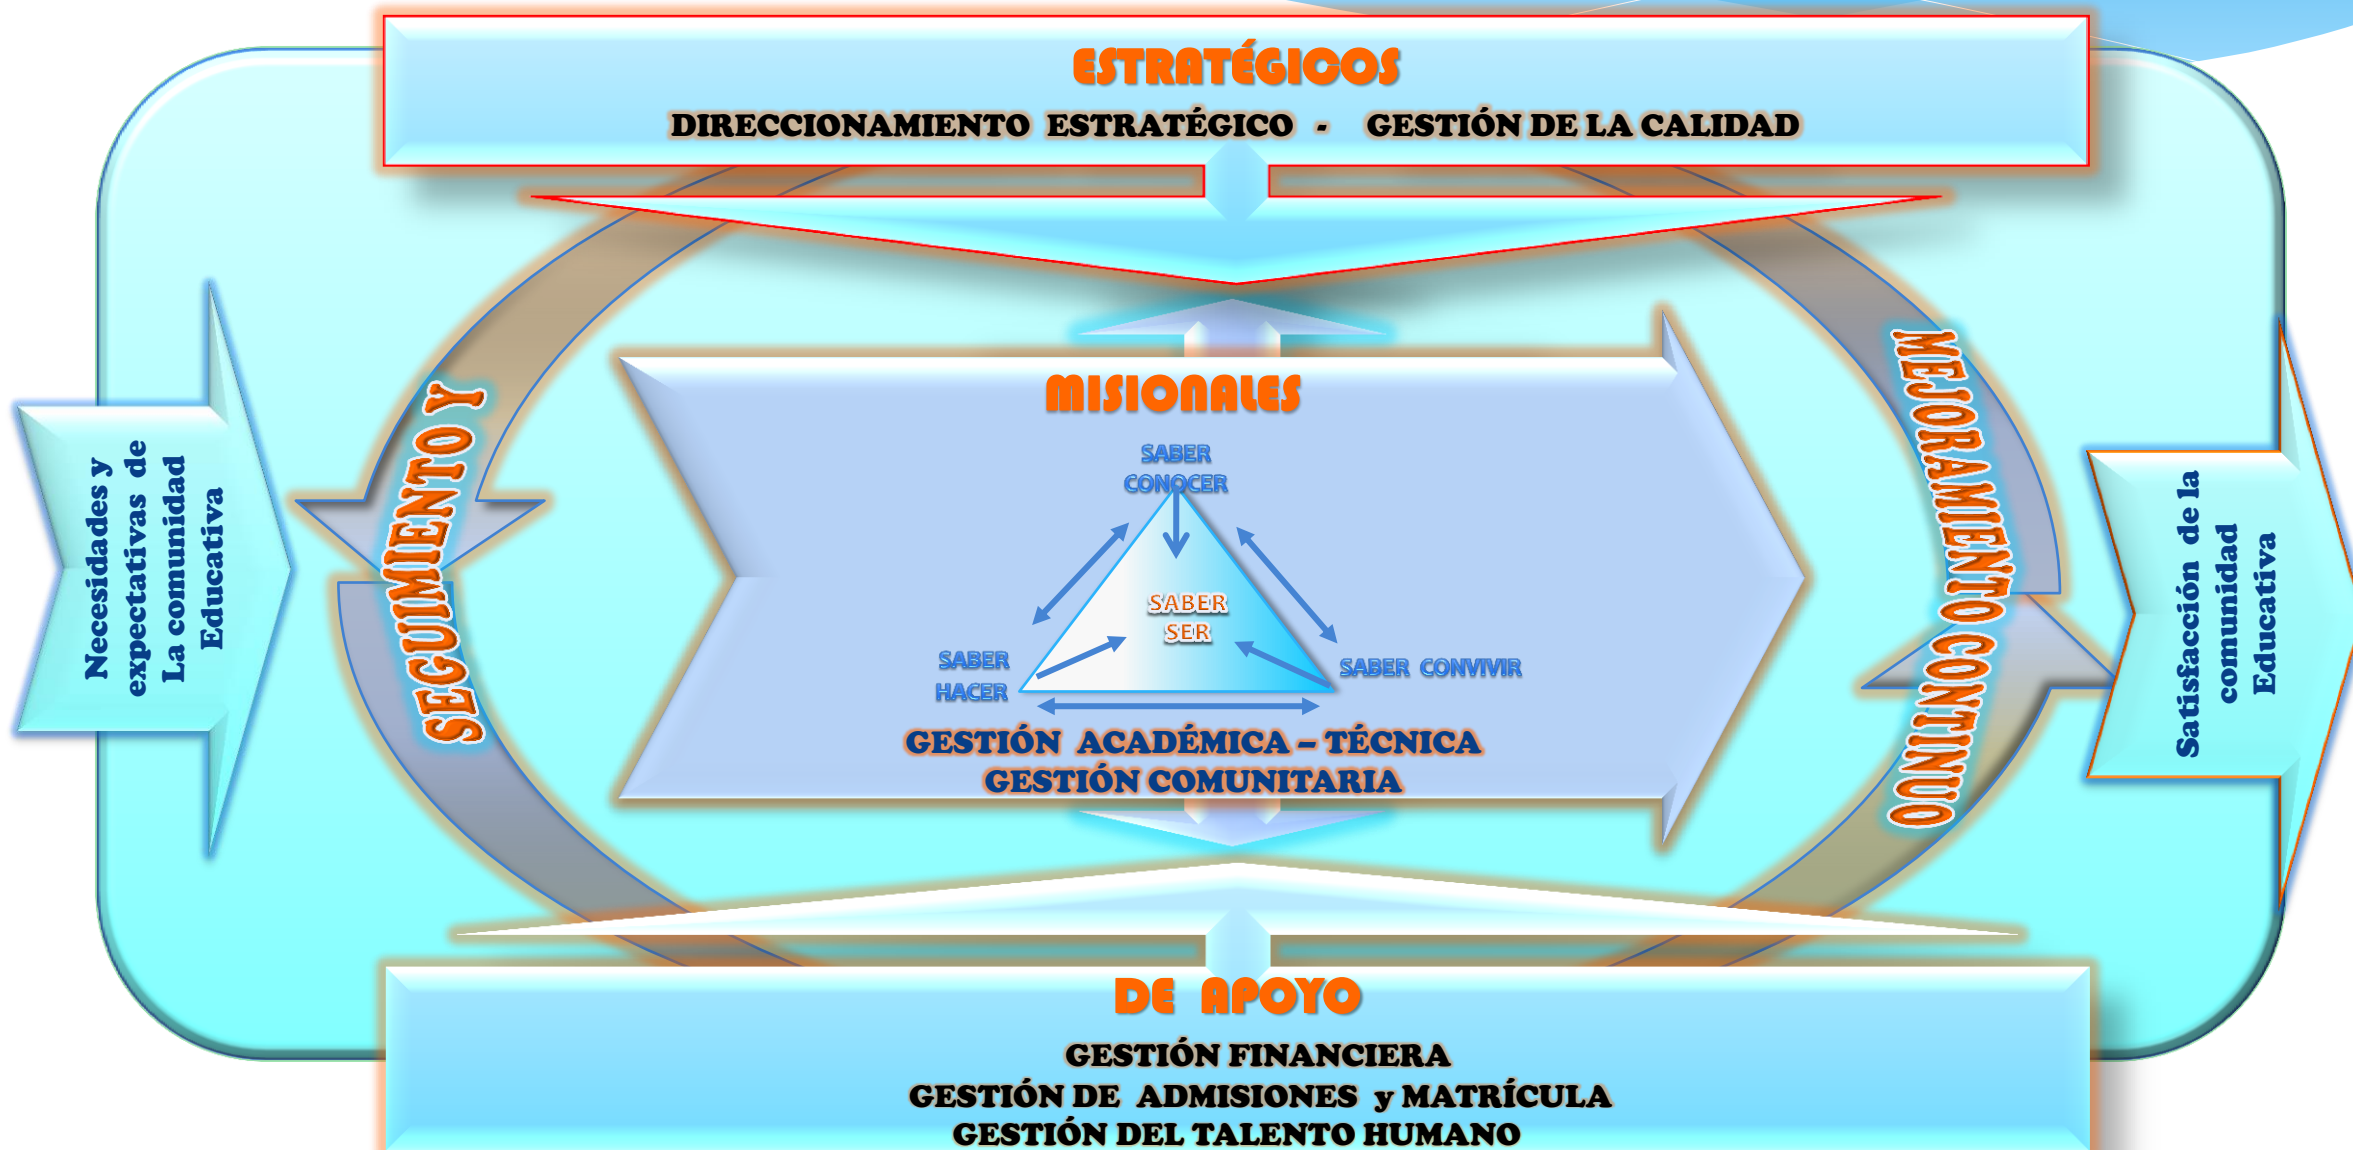 ESTRATÉGICOS
DIRECCIONAMIENTO ESTRATÉGICO - GESTIÓN DE LA CALIDAD
Necesidades y
expectativas de
La comunidad
Educativa
SEGUIMIENTO Y
MISIONALES
SABER
CONOCER
SABER
SER
SABER
HACER
SABER CONVIVIR
GESTIÓN ACADÉMICA – TÉCNICA
GESTIÓN COMUNITARIA
MEJORAMIENTO CONTINUO
Satisfacción de la
comunidad
Educativa
DE APOYO
GESTIÓN FINANCIERA
GESTIÓN DE ADMISIONES y MATRÍCULA
GESTIÓN DEL TALENTO HUMANO